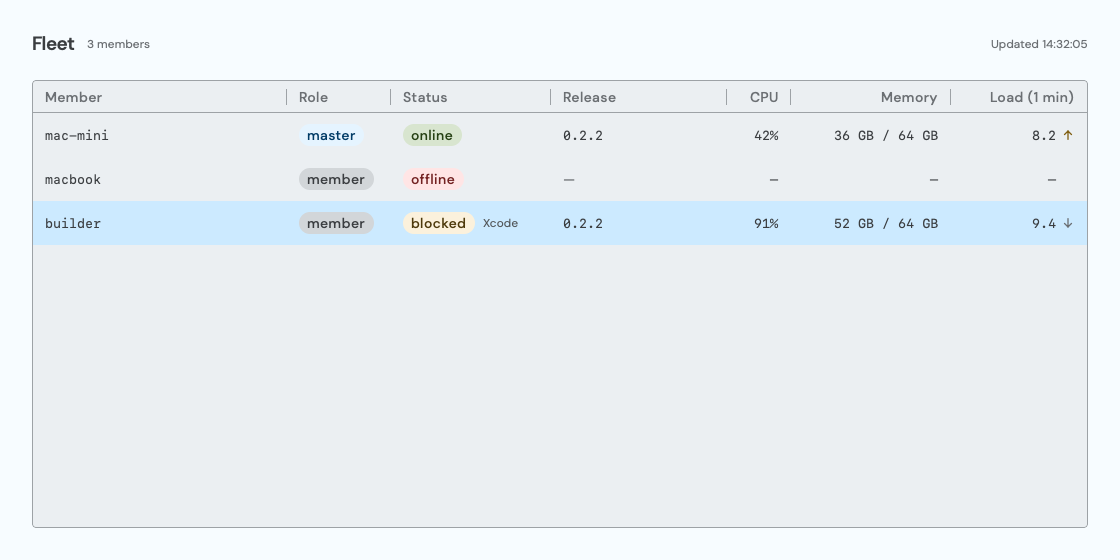 Fleet 3 members Updated 14:32:05
Member Role Status Release CPU Memory Load (1 min)
mac-mini master online 0.2.2 42% 36 GB / 64 GB 8.2 ↑
macbook member offline — — — —
builder member blocked Xcode 0.2.2 91% 52 GB / 64 GB 9.4 ↓